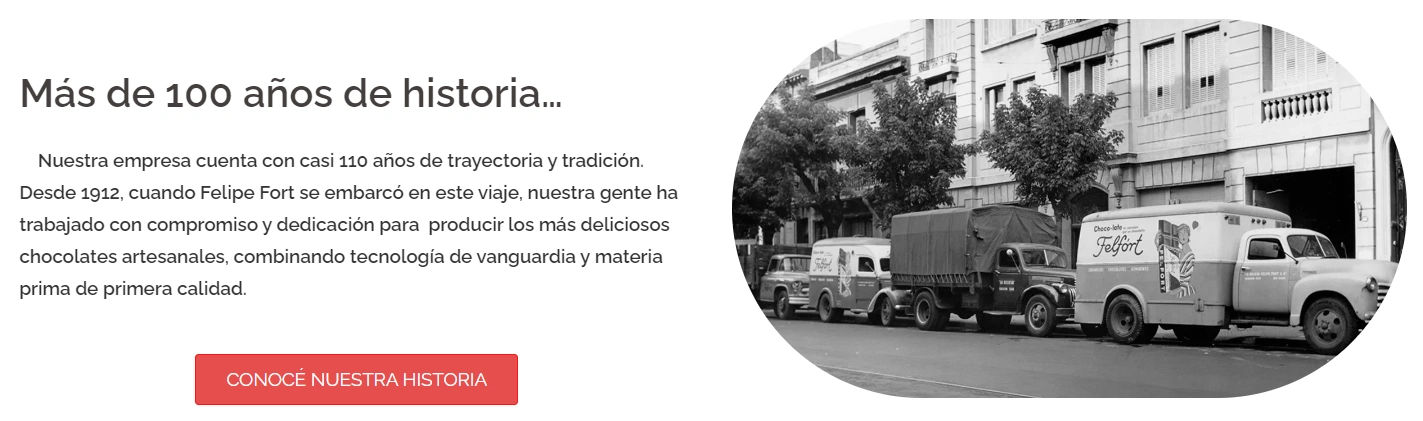 Más de 100 años de historia...
Nuestra empresa cuenta con casi 110 años de trayectoria y tradición.
Desde 1912, cuando Felipe Fort se embarcó en este viaje, nuestra gente ha
trabajado con compromiso y dedicación para  producir los más deliciosos
chocolates artesanales, combinando tecnología de vanguardia y materia
prima de primera calidad.
CONOCÉ NUESTRA HISTORIA
Felfort
Choco-late
Felfort
FELFORT